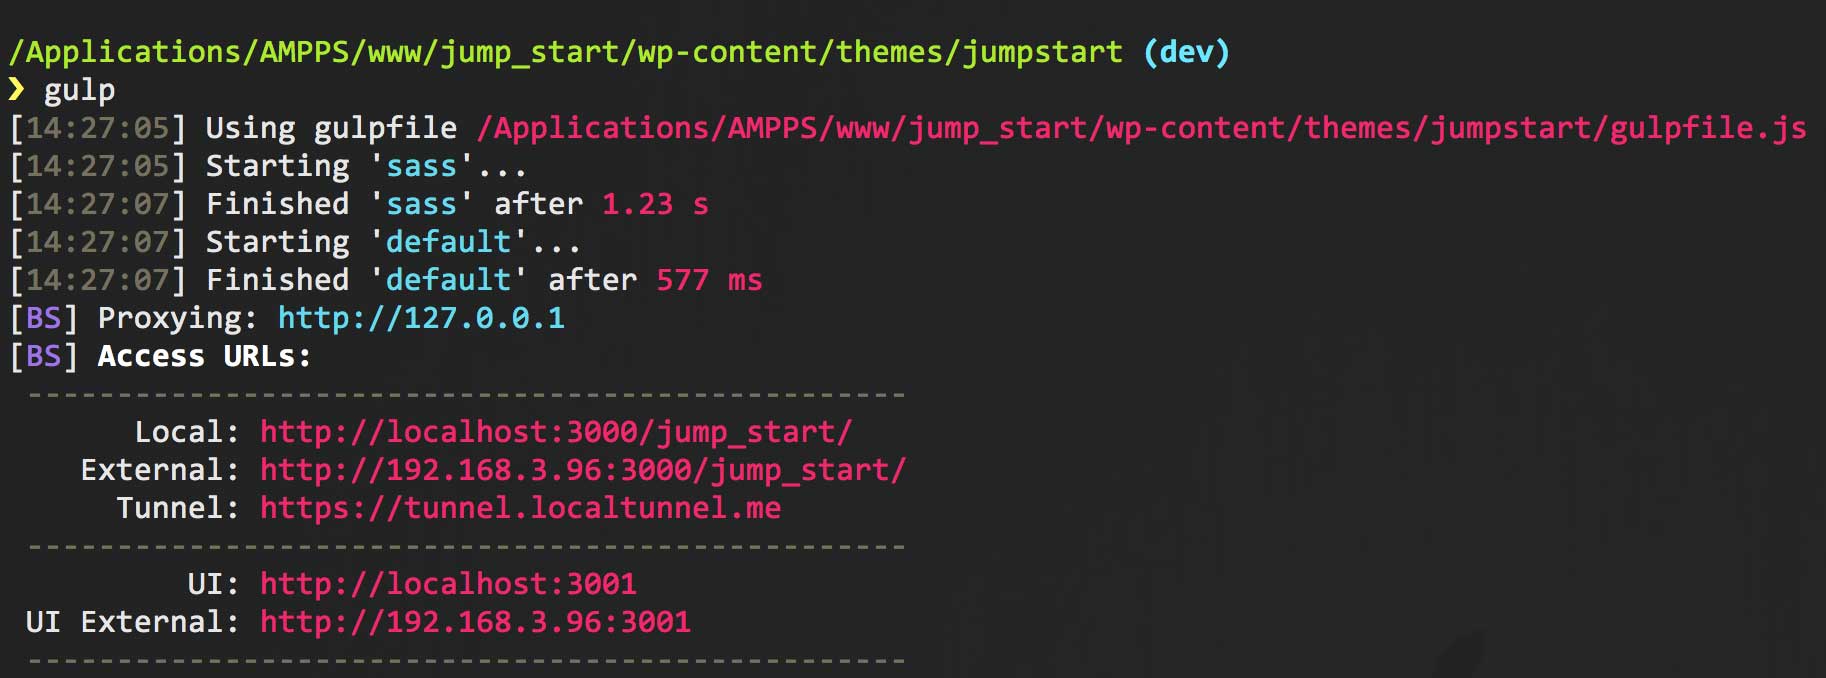 /Applications/AMPPS/www/jump_start/wp-content/themes/jumpstart (dev)
❯ gulp
[14:27:05] Using gulpfile /Applications/AMPPS/www/jump_start/wp-content/themes/jumpstart/gulpfile.js
[14:27:05] Starting 'sass'...
[14:27:07] Finished 'sass' after 1.23 s
[14:27:07] Starting 'default'...
[14:27:07] Finished 'default' after 577 ms
[BS] Proxying: http://127.0.0.1
[BS] Access URLs:
-------------------------------------------------
Local: http://localhost:3000/jump_start/
External: http://192.168.3.96:3000/jump_start/
Tunnel: https://tunnel.localtunnel.me
-------------------------------------------------
UI: http://localhost:3001
UI External: http://192.168.3.96:3001
-------------------------------------------------